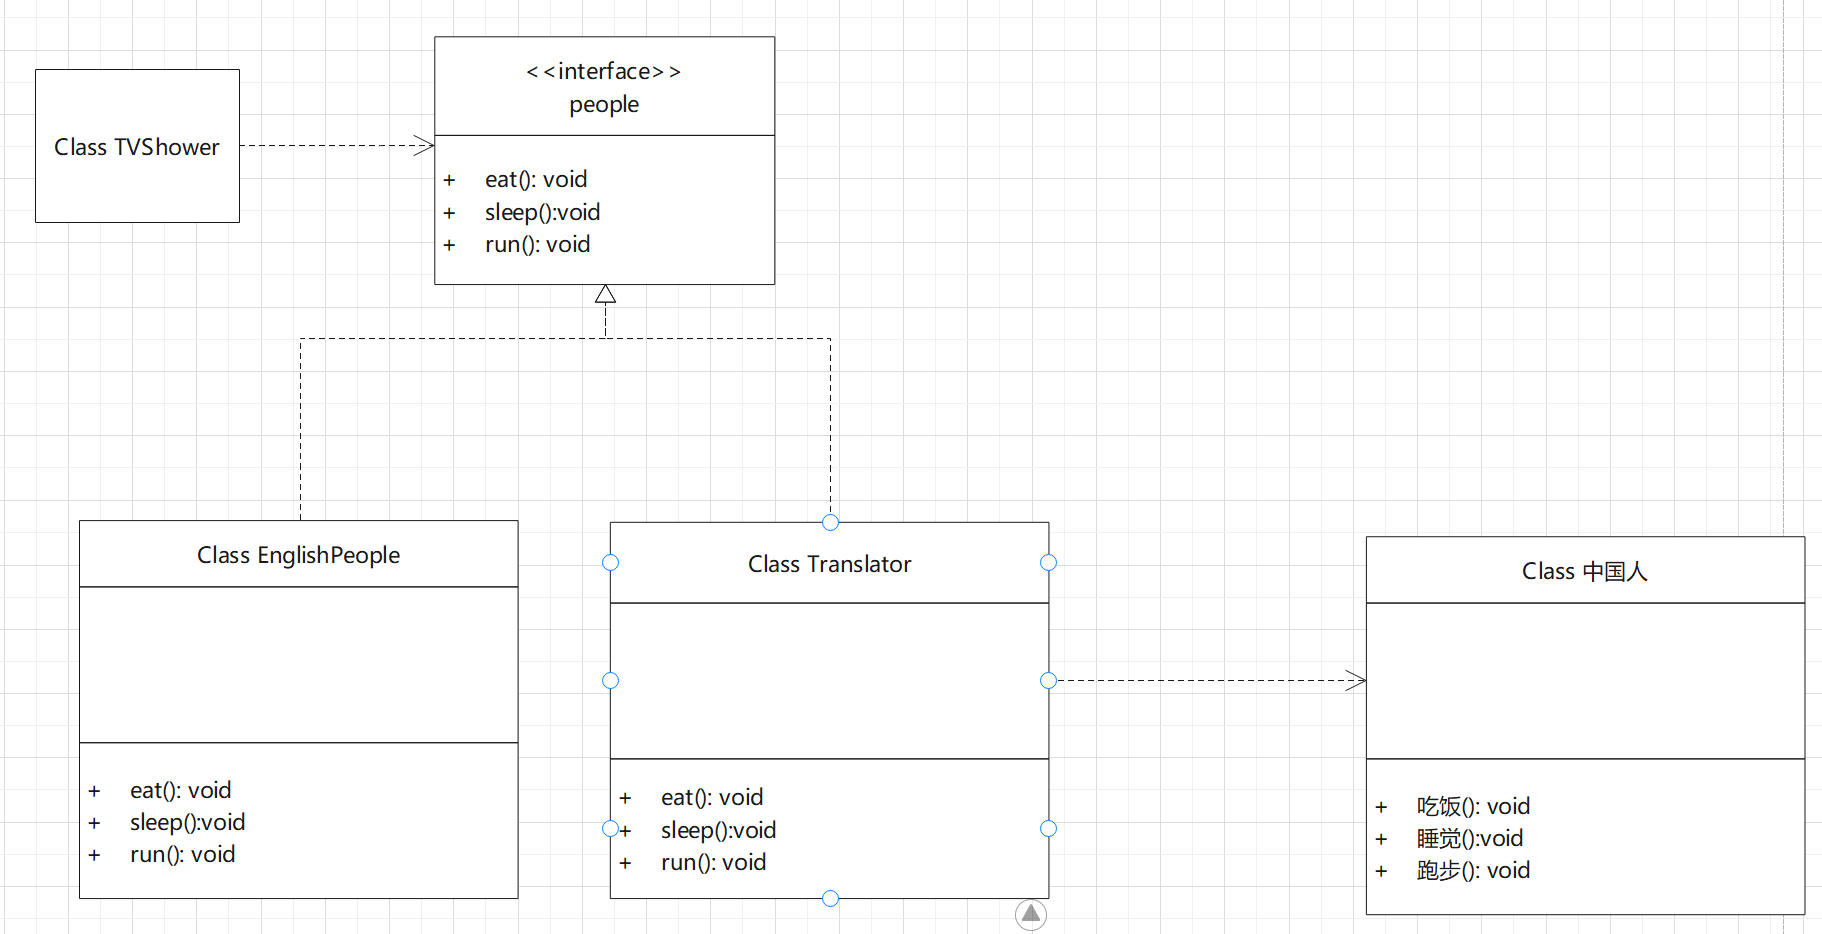 Class TVShower
<<interface>>
people
+ eat(): void
+ sleep():void
+ run(): void
Class EnglishPeople
+ eat(): void
+ sleep():void
+ run(): void
Class Translator
+ eat(): void
+ sleep():void
+ run(): void
Class 中国人
+ 吃饭(): void
+ 睡觉():void
+ 跑步(): void